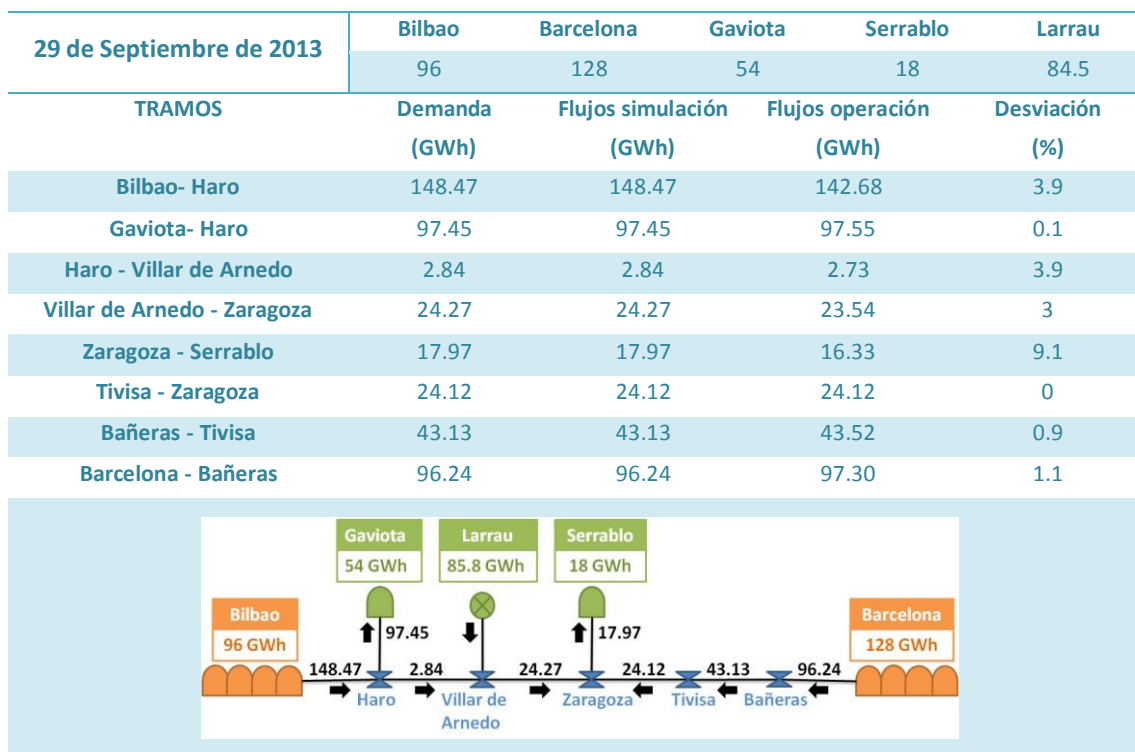 29 de Septiembre de 2013 Bilbao Barcelona Gaviota Serrablo Larrau
96 128 54 18 84.5
TRAMOS Demanda Flujos simulación Flujos operación Desviación
(GWh) (GWh) (GWh) (%)
Bilbao- Haro 148.47 148.47 142.68 3.9
Gaviota- Haro 97.45 97.45 97.55 0.1
Haro - Villar de Arnedo 2.84 2.84 2.73 3.9
Villar de Arnedo - Zaragoza 24.27 24.27 23.54 3
Zaragoza - Serrablo 17.97 17.97 16.33 9.1
Tivisa - Zaragoza 24.12 24.12 24.12 0
Bañeras - Tivisa 43.13 43.13 43.52 0.9
Barcelona - Bañeras 96.24 96.24 97.30 1.1
Gaviota Larrau Serrablo
54 GWh 85.8 GWh 18 GWh
Bilbao Barcelona
96 GWh 128 GWh
97.45 17.97
148.47 2.84 24.27 24.12 43.13 96.24
Haro Villar de Zaragoza Tivisa Bañeras
Arnedo